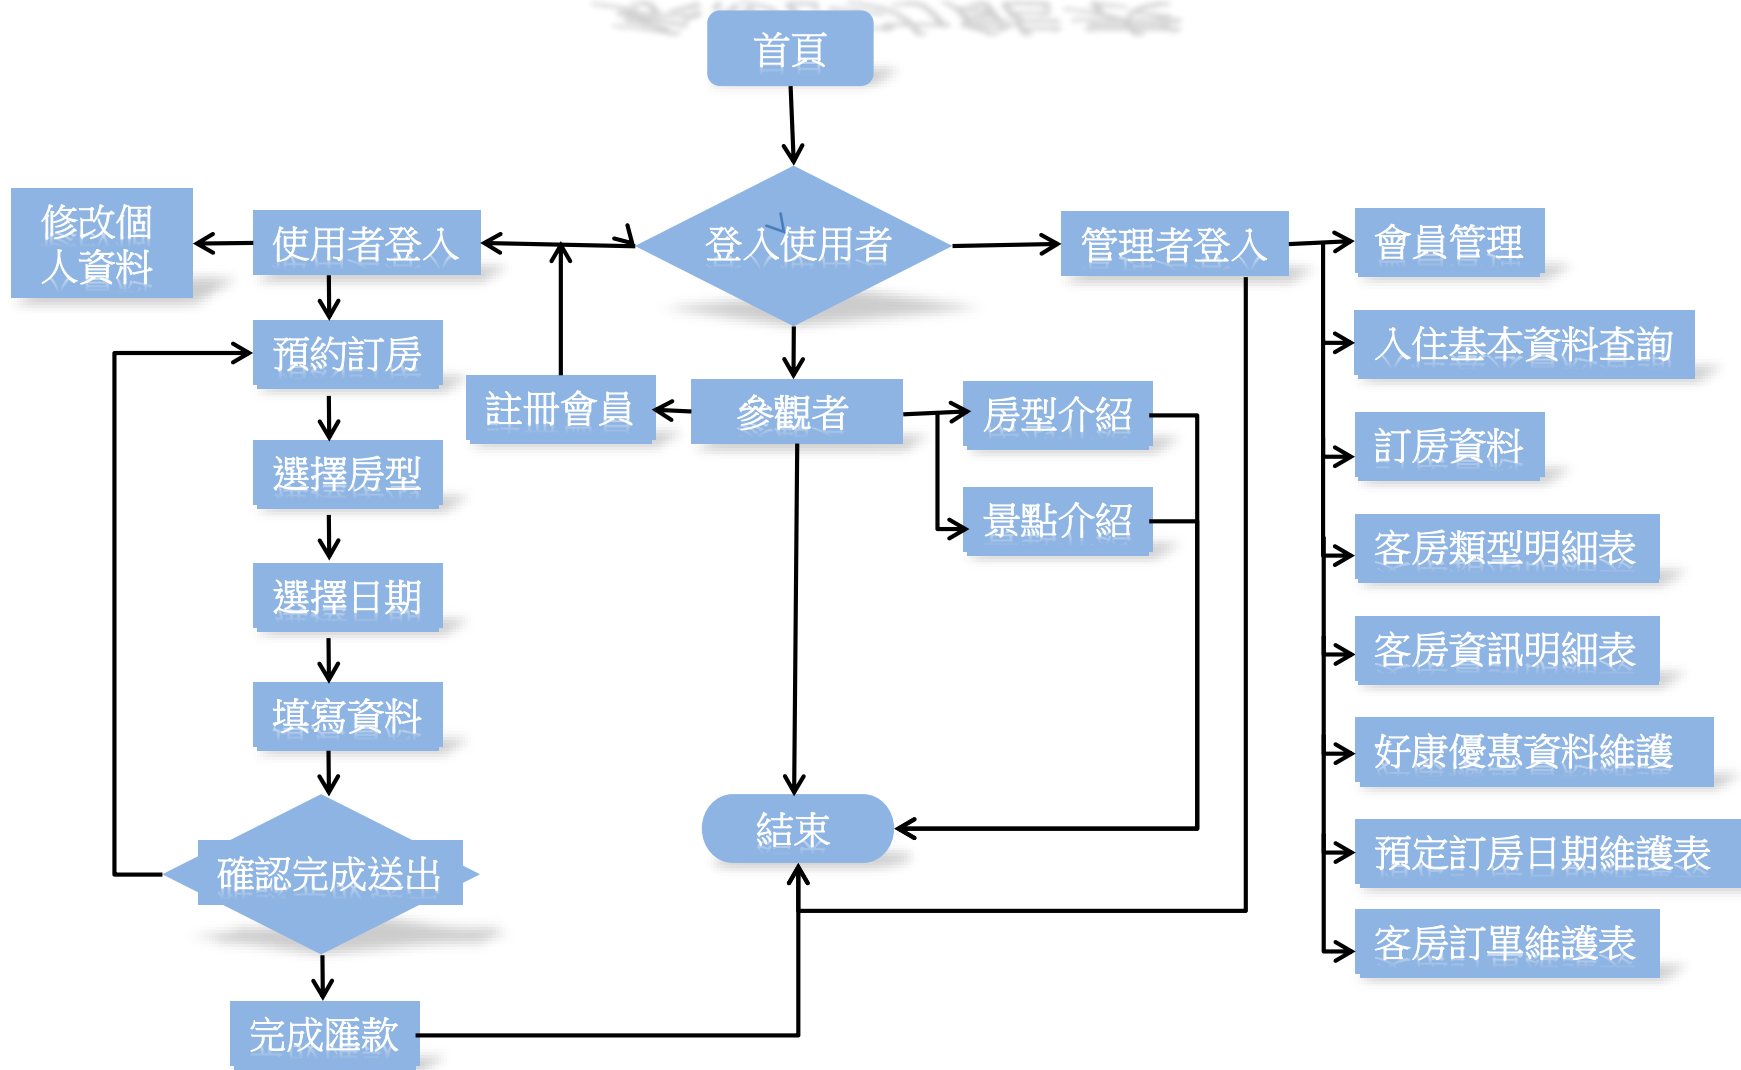 首頁
登入使用者
修改個
人資料
使用者登入
預約訂房
選擇房型
選擇日期
填寫資料
確認完成送出
完成匯款
註冊會員
參觀者
房型介紹
景點介紹
結束
管理者登入
會員管理
入住基本資料查詢
訂房資料
客房類型明細表
客房資訊明細表
好康優惠資料維護
預定訂房日期維護表
客房訂單維護表